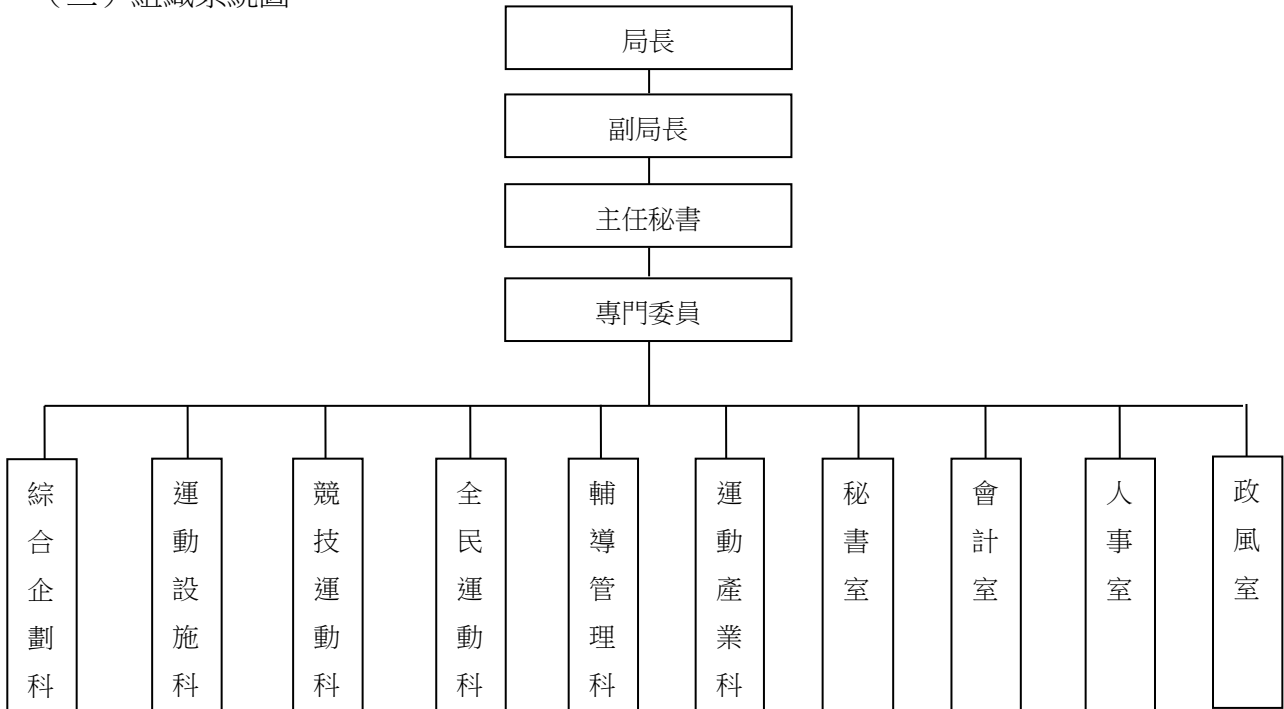 組織系統圖
局長
副局長
主任秘書
專門委員
綜合企劃科
運動設施科
競技運動科
全民運動科
輔導管理科
運動產業科
秘書室
會計室
人事室
政風室